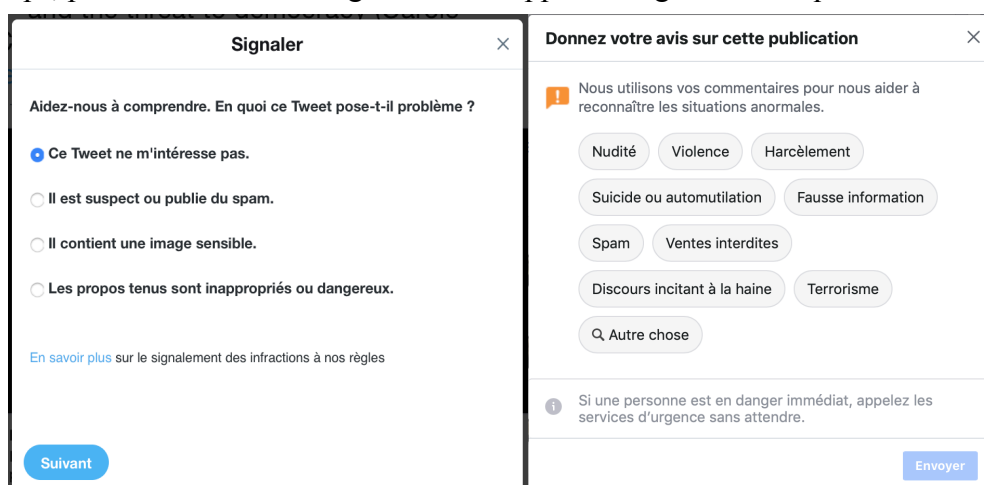 Signaler
Aidez-nous à comprendre. En quoi ce Tweet pose-t-il problème ?
Ce Tweet ne m'intéresse pas.
Il est suspect ou publie du spam.
Il contient une image sensible.
Les propos tenus sont inappropriés ou dangereux.
En savoir plus sur le signalement des infractions à nos règles
Suivant
Donnez votre avis sur cette publication
Nous utilisons vos commentaires pour nous aider à
reconnaître les situations anormales.
Nudité
Violence
Harcèlement
Suicide ou automutilation
Fausse information
Spam
Ventes interdites
Discours incitant à la haine
Terrorisme
Autre chose
Si une personne est en danger immédiat, appelez les
services d'urgence sans attendre.
Envoyer